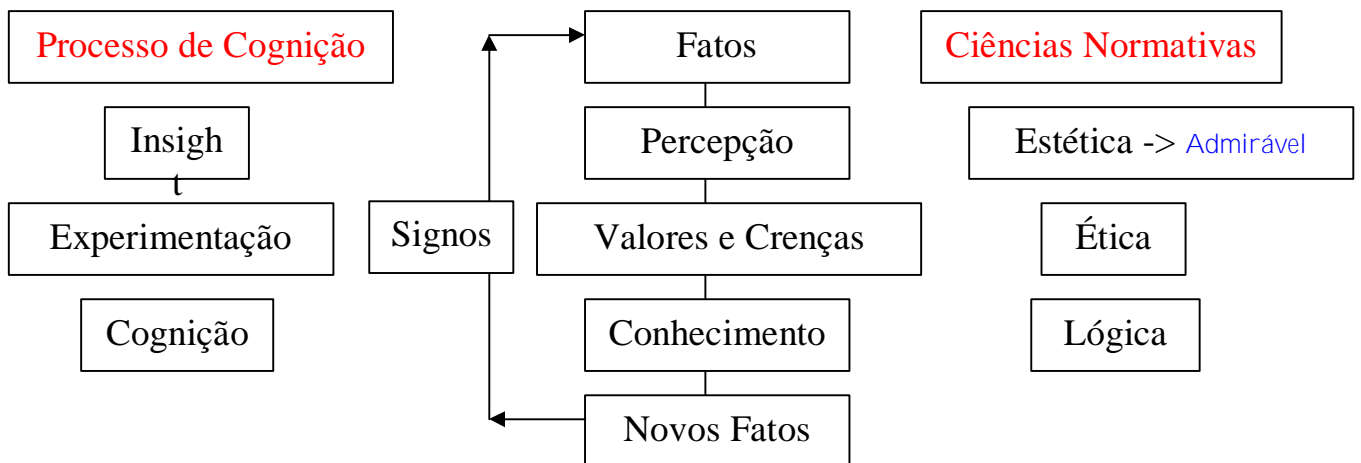 Processo de Cognição
Fatos
Ciências Normativas
Insigh
t
Percepção
Estética -> Admirável
Experimentação
Signos
Valores e Crenças
Ética
Cognição
Conhecimento
Lógica
Novos Fatos